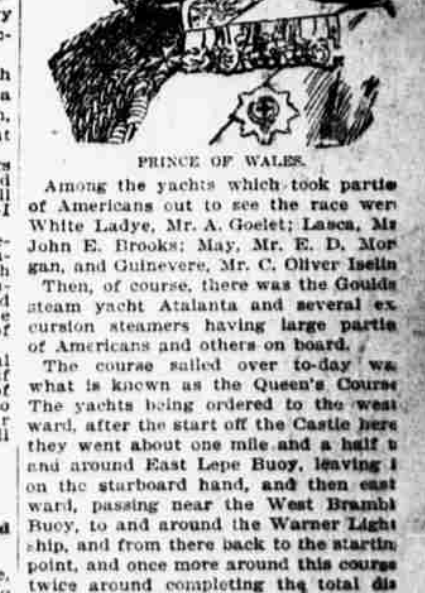 PRINCE OF WALES.
Among the yachts which took partie
of Americans out to see the race wer
White Ladye, Mr. A. Goelet; Lasca, M
John E. Brooks; May, Mr. E. D. Mor
gan, and Guinevere, Mr. C. Oliver Iselin
Then, of course, there was the Goulds
steam yacht Atalanta and several ex
cursion steamers having large partie
of Americans and others on board.
The course sailed over to-day wa
what is known as the Queen's Course
The yachts being ordered to the west
ward, after the start off the Castle here
they went about one mile and a half t
and around East Lepe Buoy, leaving i
on the starboard hand, and then east
ward, passing near the West Brambl
Buoy, to and around the Warner Light
ship, and from there back to the startin
point, and once more around this course
twice around completing the total dis